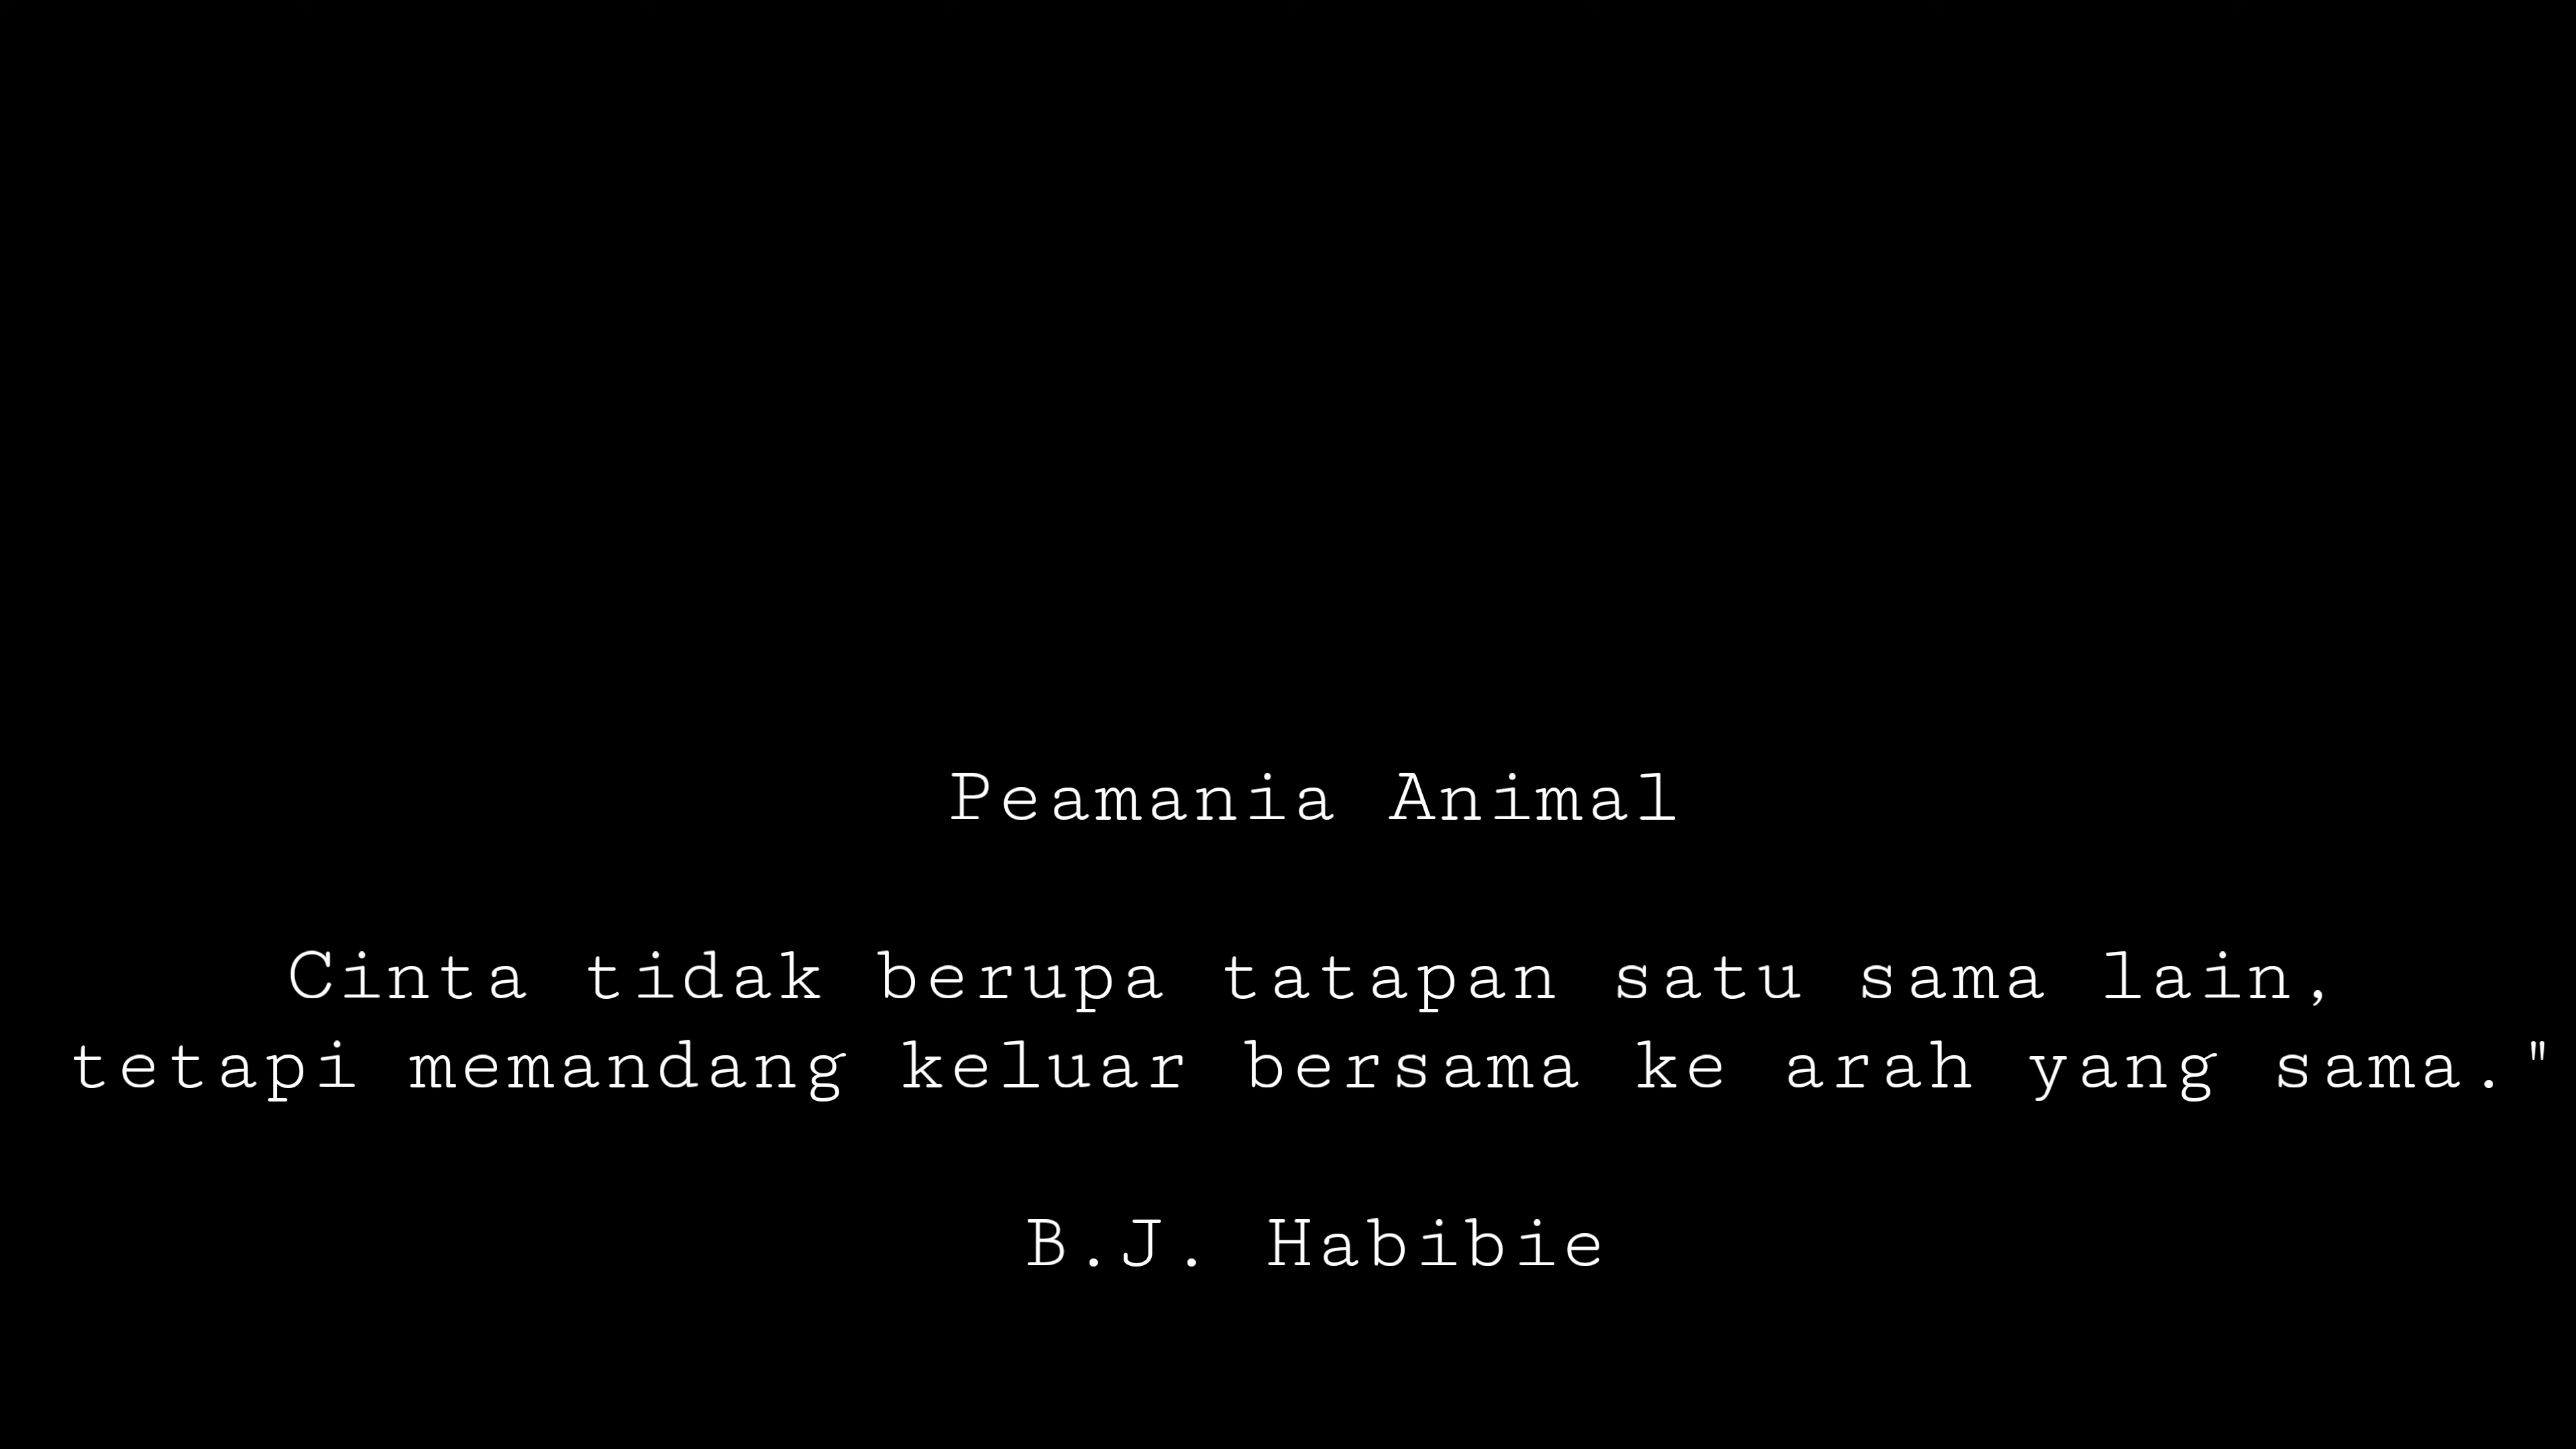 Peamania Animal
Cinta tidak berupa tatapan satu sama lain,
tetapi memandang keluar bersama ke arah yang sama."
B.J. Habibie